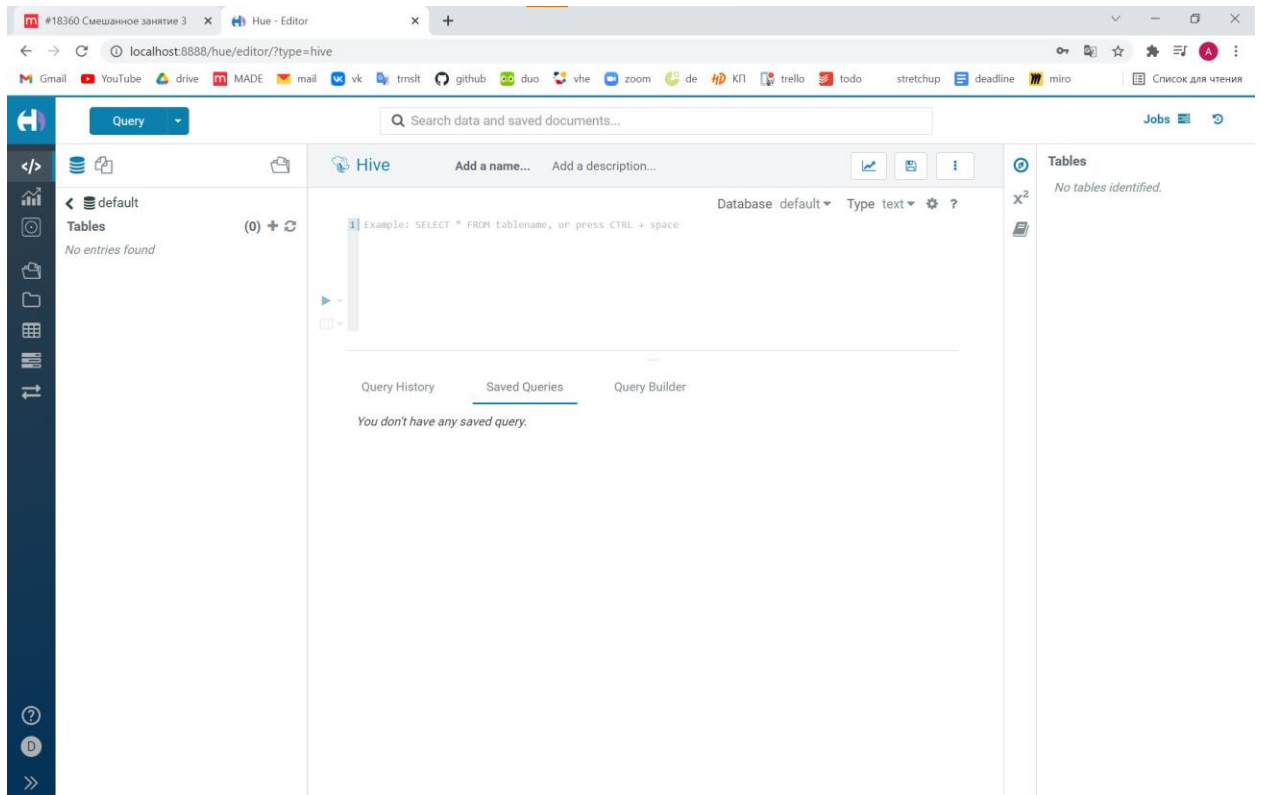 #18360 Смешанное занятие 3
Hue - Editor
localhost:8888/hue/editor/?type=hive
A
Gmail YouTube drive MADE mail vk trnslt github duo vhe zoom de КП trello todo stretchup deadline miro Список для чтения
Query
Search data and saved documents...
Jobs
Hive
Add a name...
Add a description...
Tables
No tables identified.
default
Tables (0)
No entries found
Database default Type text ?
1 Example: SELECT * FROM tablename, or press CTRL + space
Query History Saved Queries Query Builder
You don't have any saved query.
D